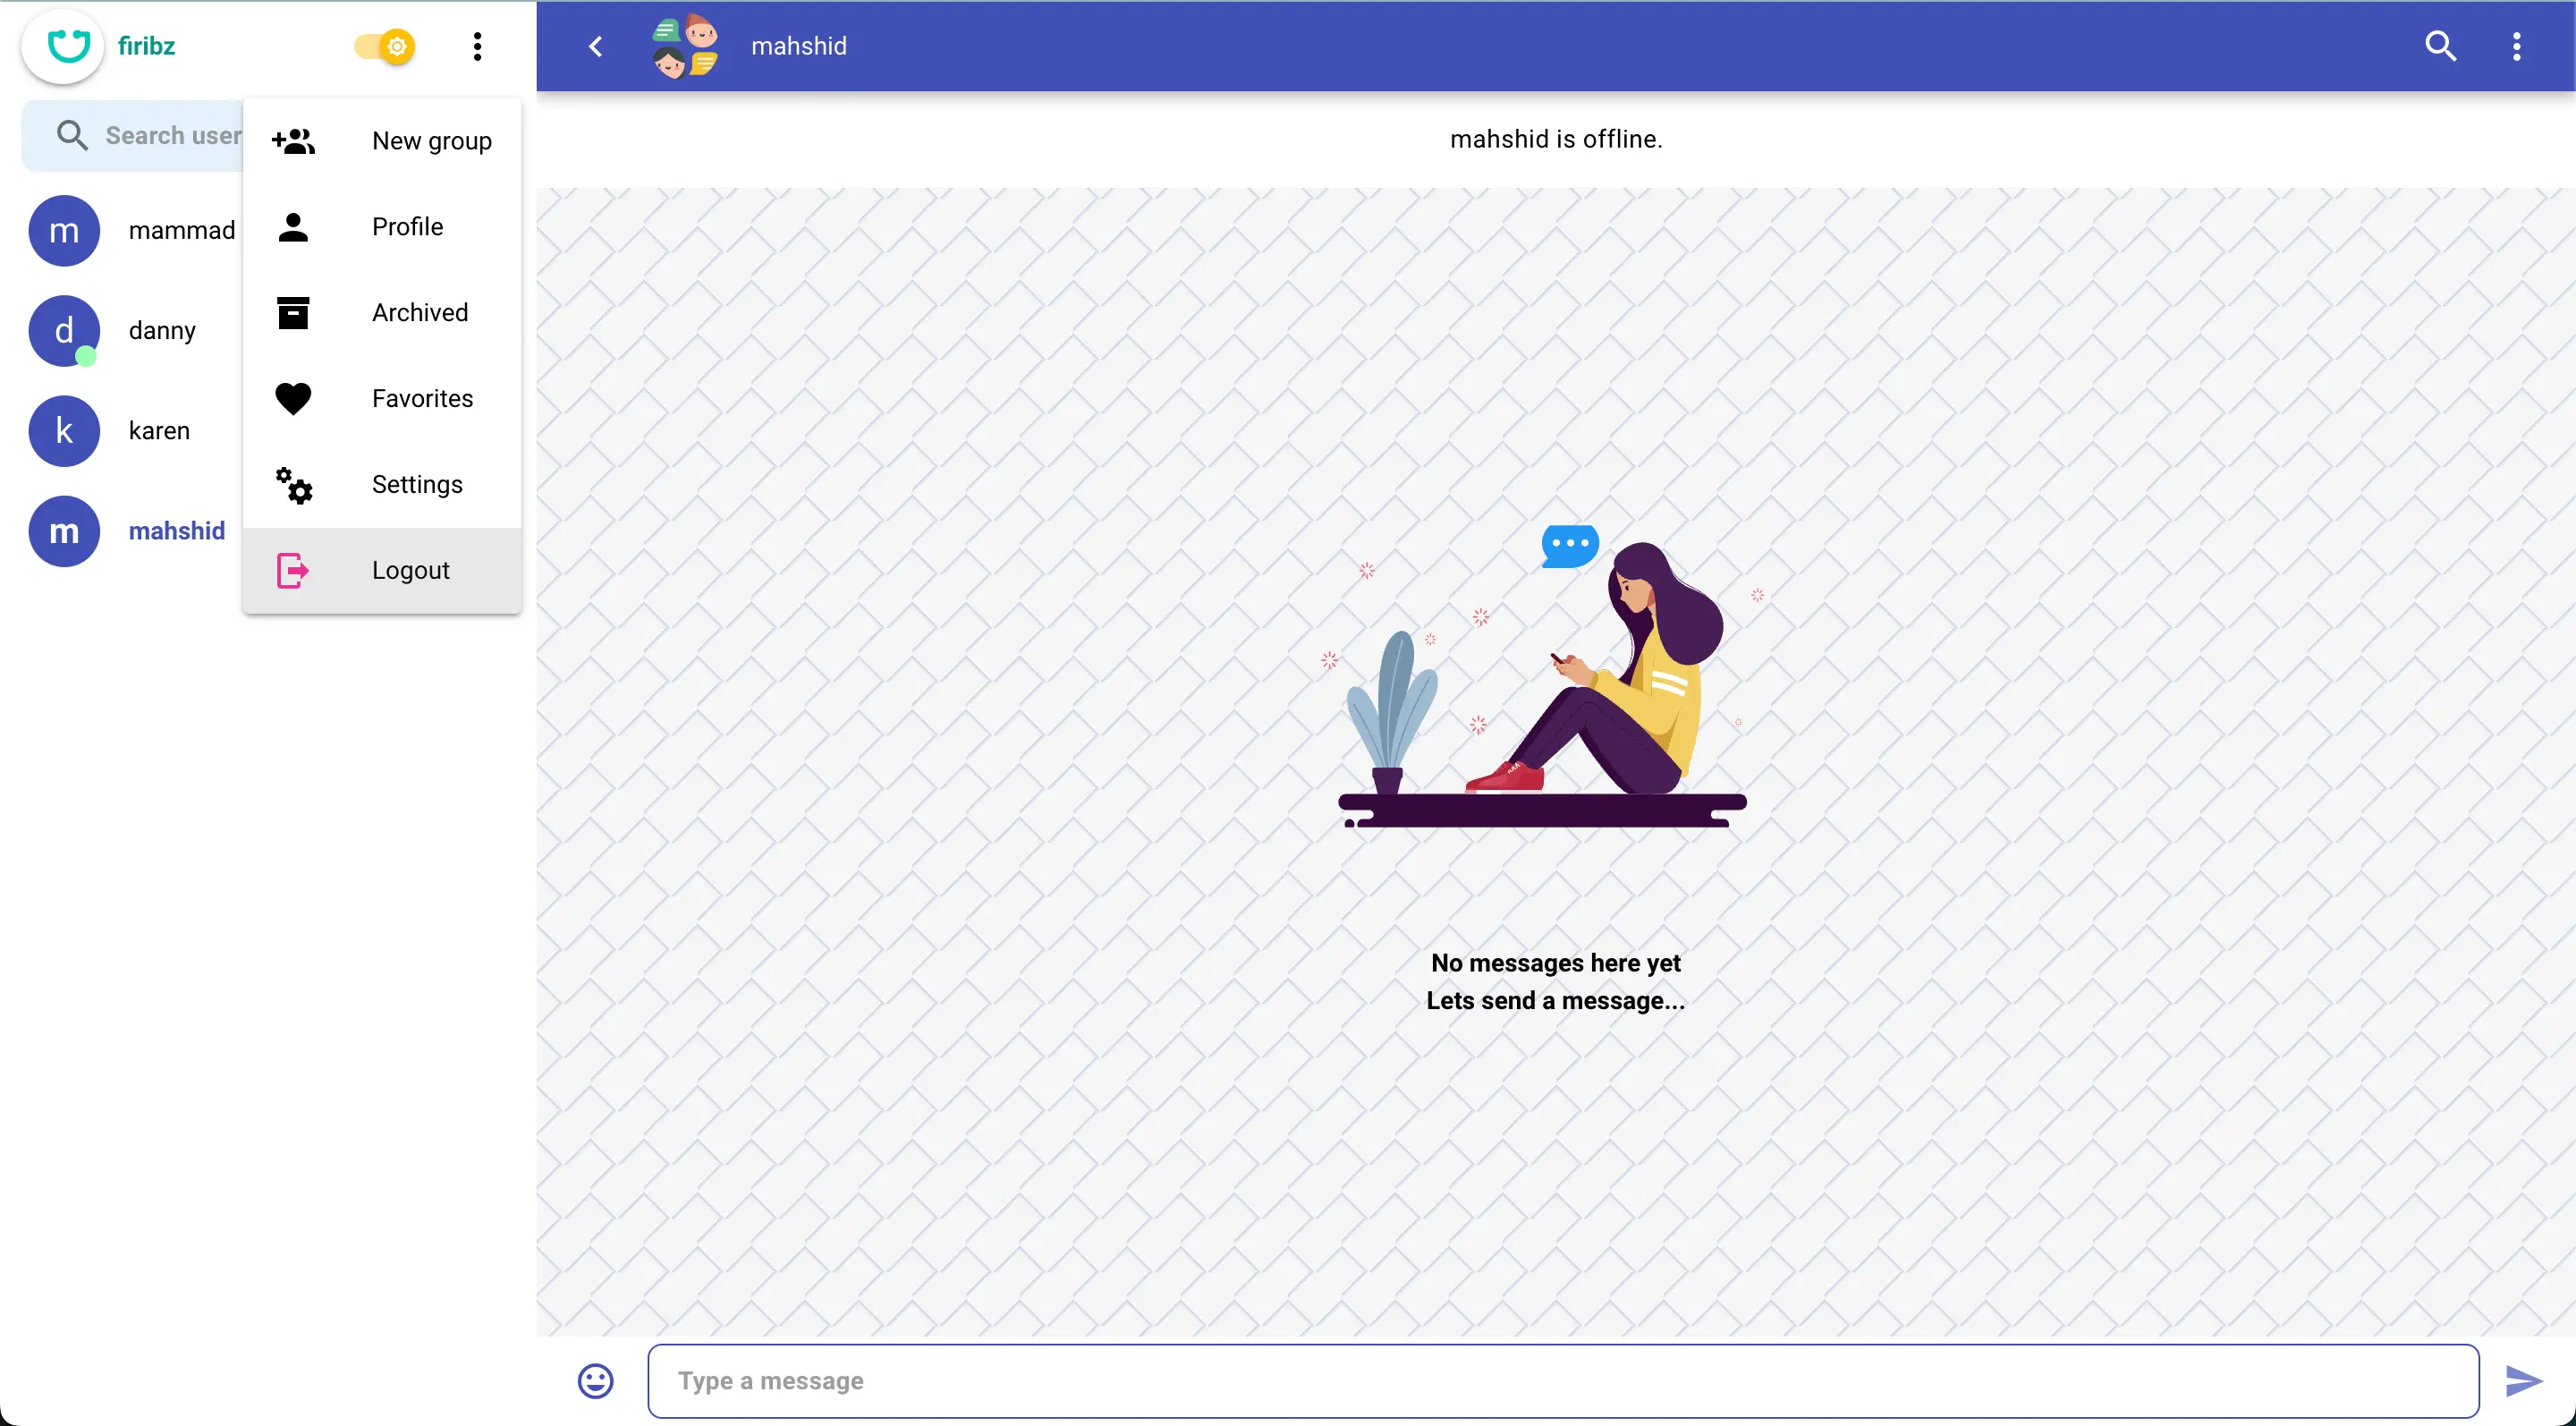 firibz
Search user
m mammad
d danny
k karen
m mahshid
New group
Profile
Archived
Favorites
Settings
Logout
mahshid
mahshid is offline.
No messages here yet
Lets send a message...
Type a message